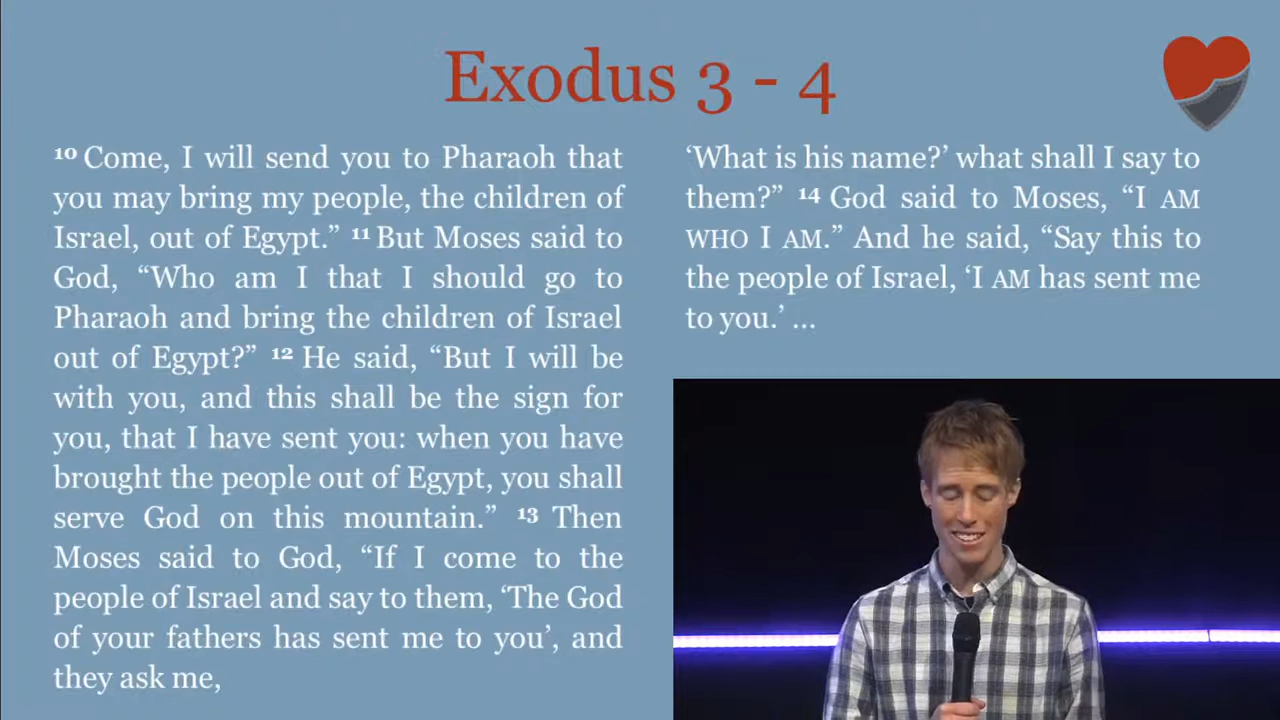 Exodus 3 - 4
10 Come, I will send you to Pharaoh that
you may bring my people, the children of
Israel, out of Egypt.” 11 But Moses said to
God, “Who am I that I should go to
Pharaoh and bring the children of Israel
out of Egypt?” 12 He said, “But I will be
with you, and this shall be the sign for
you, that I have sent you: when you have
brought the people out of Egypt, you shall
serve God on this mountain.” 13 Then
Moses said to God, “If I come to the
people of Israel and say to them, ‘The God
of your fathers has sent me to you’, and
they ask me,
‘What is his name?’ what shall I say to
them?” 14 God said to Moses, “I AM
WHO I AM.” And he said, “Say this to
the people of Israel, ‘I AM has sent me
to you.’ ...